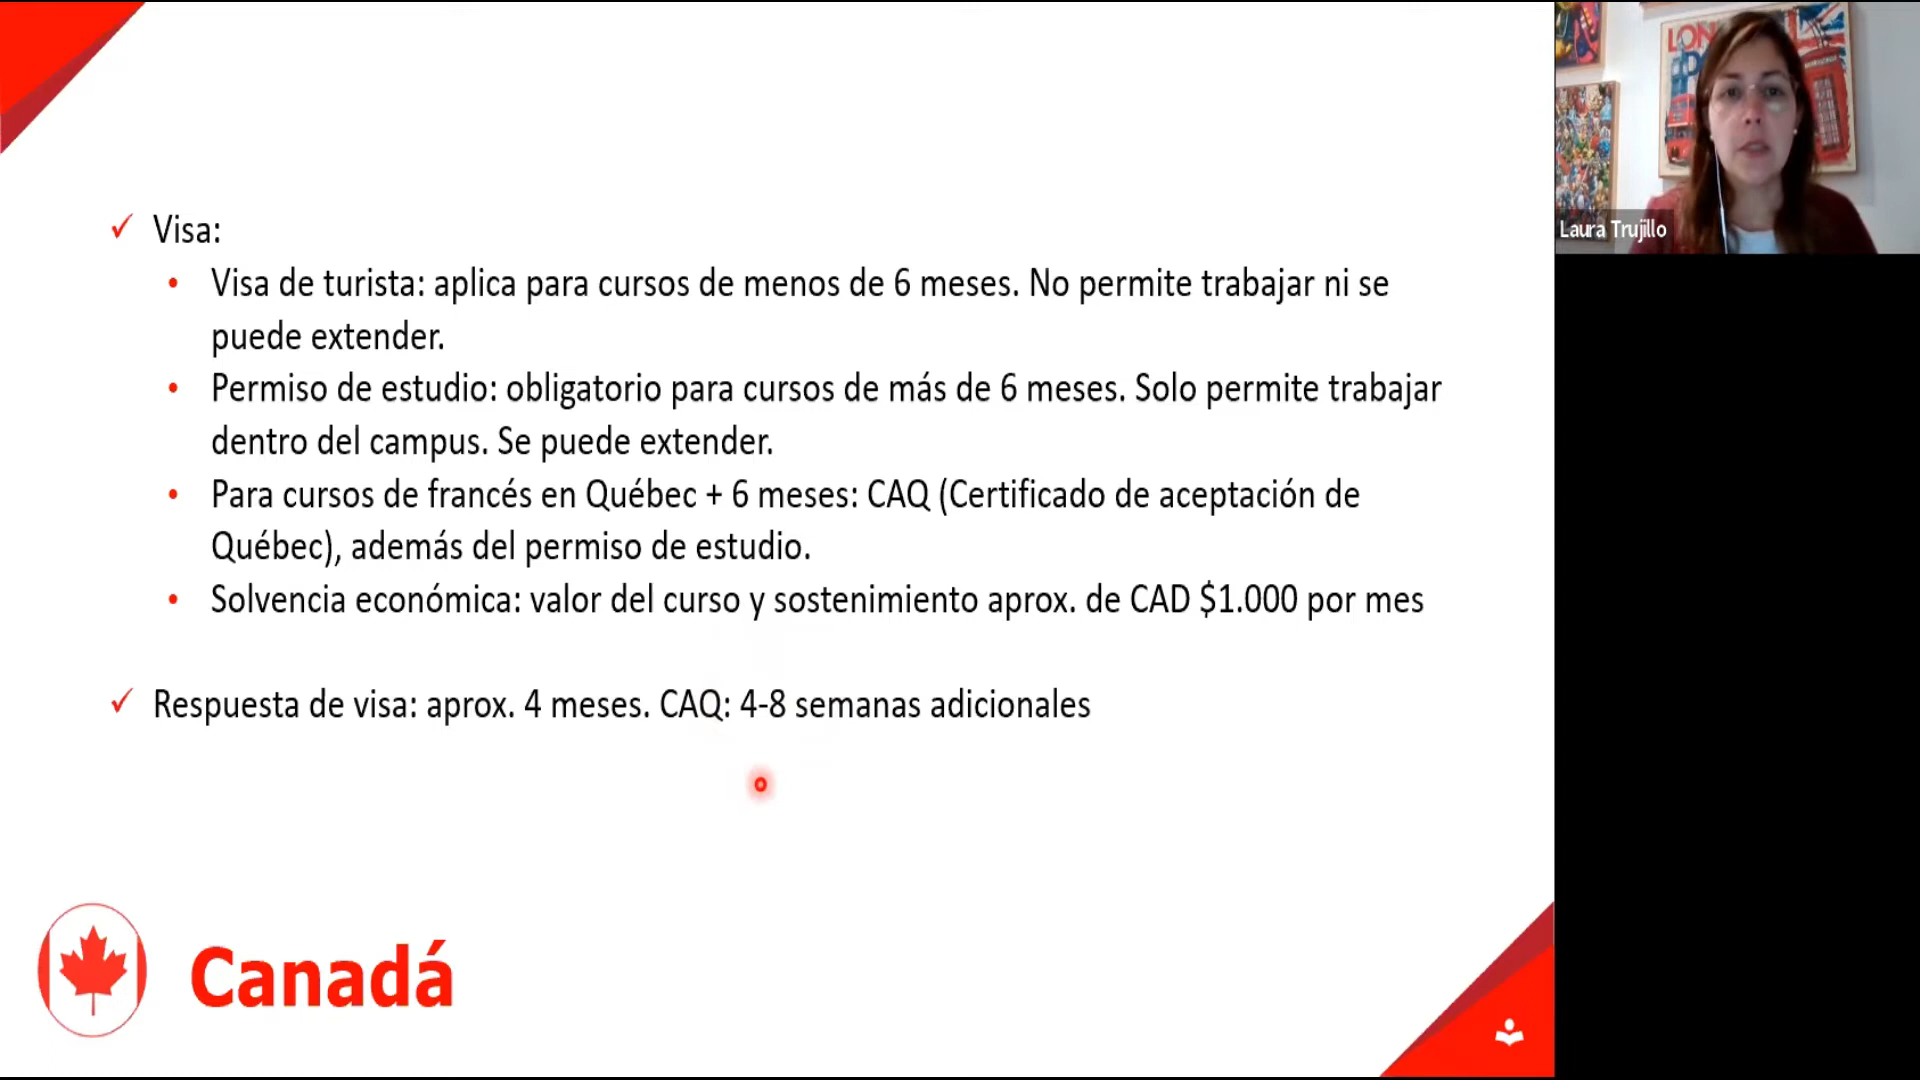 Visa:
Visa de turista: aplica para cursos de menos de 6 meses. No permite trabajar ni se
puede extender.
Permiso de estudio: obligatorio para cursos de más de 6 meses. Solo permite trabajar
dentro del campus. Se puede extender.
Para cursos de francés en Québec + 6 meses: CAQ (Certificado de aceptación de
Québec), además del permiso de estudio.
Solvencia económica: valor del curso y sostenimiento aprox. de CAD $1.000 por mes
Respuesta de visa: aprox. 4 meses. CAQ: 4-8 semanas adicionales
Canadá
Laura Trujillo